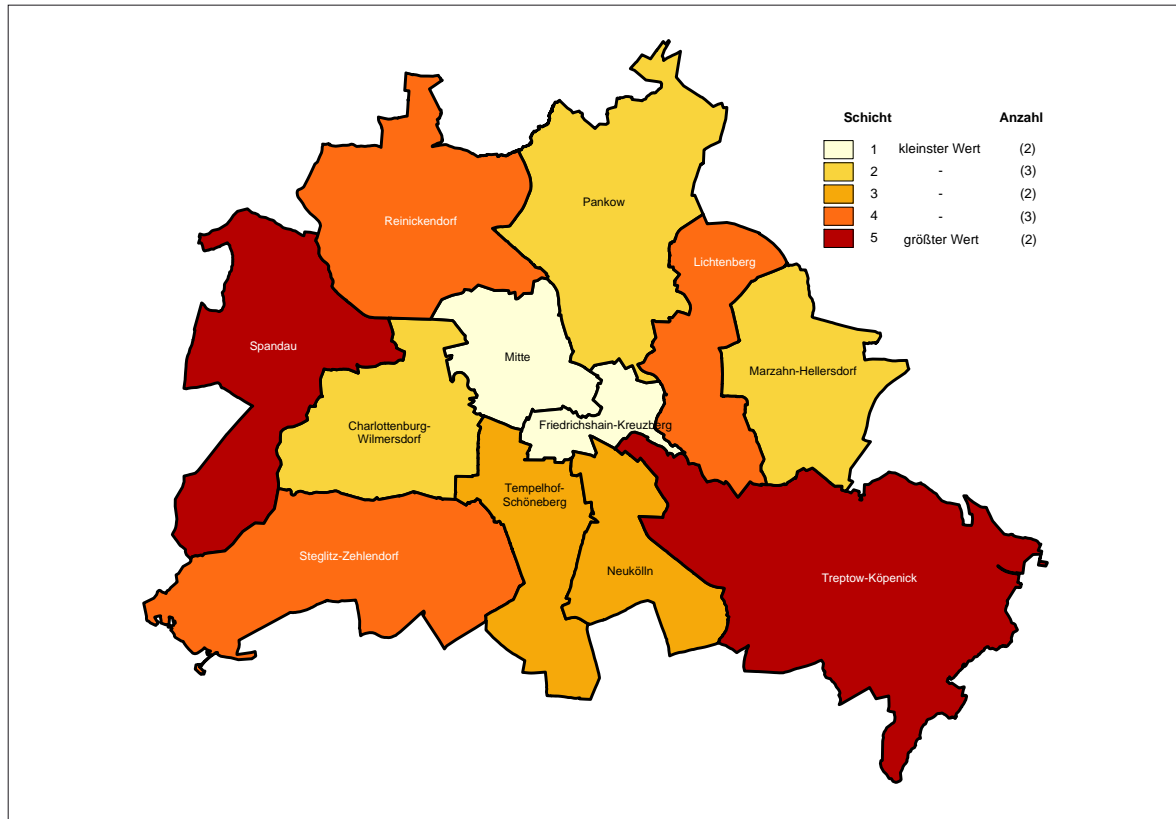 Schicht Anzahl
1 kleinster Wert (2)
2 - (3)
3 - (2)
4 - (3)
5 größter Wert (2)
Pankow
Reinickendorf
Lichtenberg
Spandau
Mitte
Marzahn-Hellersdorf
Charlottenburg-
Wilmersdorf
Friedrichshain-Kreuzberg
Tempelhof-
Schöneberg
Steglitz-Zehlendorf
Neukölln
Treptow-Köpenick